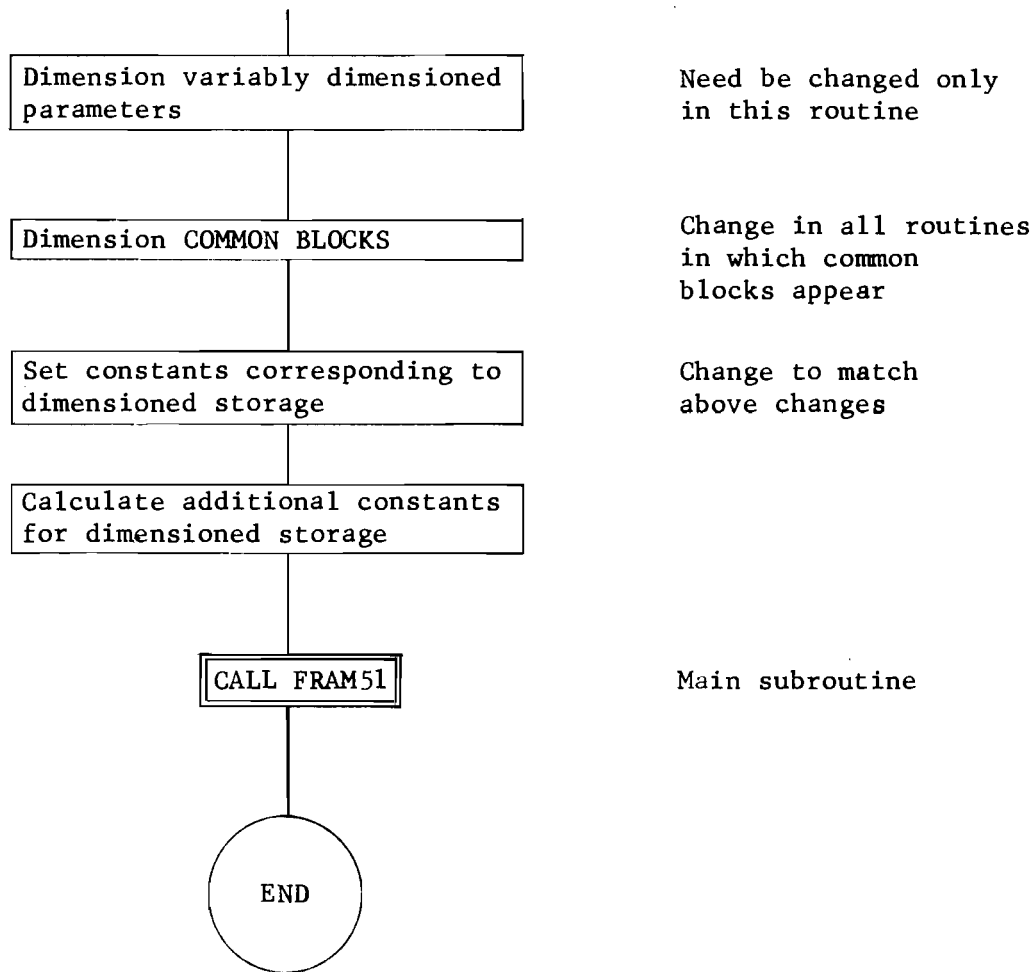 Dimension variably dimensioned
parameters
Need be changed only
in this routine
Dimension COMMON BLOCKS
Change in all routines
in which common
blocks appear
Set constants corresponding to
dimensioned storage
Change to match
above changes
Calculate additional constants
for dimensioned storage
CALL FRAM51
Main subroutine
END